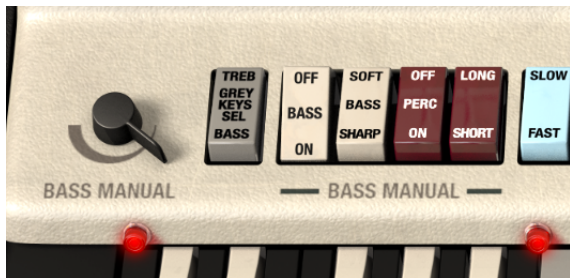 TREB
GREY
KEYS
SEL
BASS
OFF
BASS
ON
SOFT
BASS
SHARP
OFF
PERC
ON
LONG
SHORT
SLOW
FAST
BASS MANUAL
BASS MANUAL